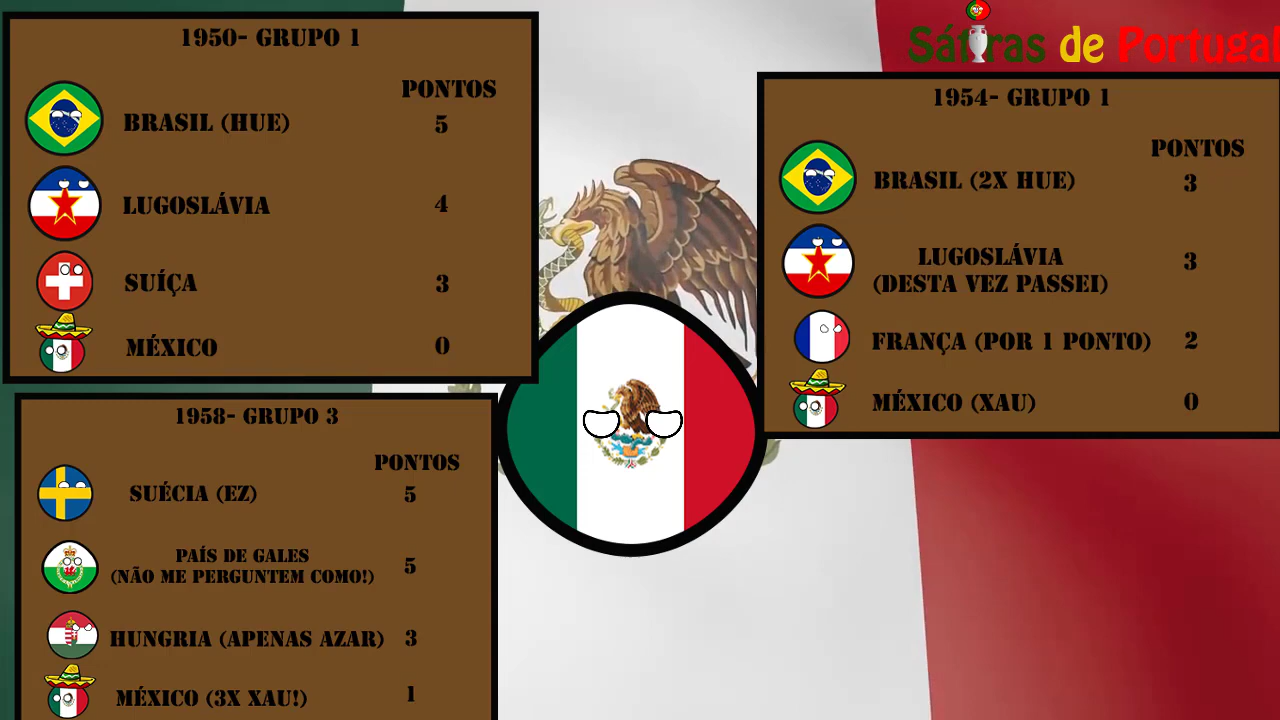 1950- GRUPO 1
PONTOS
BRASIL (HUE) 5
LUGOSLÁVIA 4
SUÍÇA 3
MÉXICO 0
Sátiras de Portugal
1954- GRUPO 1
PONTOS
BRASIL (2X HUE) 3
LUGOSLÁVIA
(DESTA VEZ PASSEI) 3
FRANÇA (POR 1 PONTO) 2
MÉXICO (XAU) 0
1958- GRUPO 3
PONTOS
SUÉCIA (EZ) 5
PAÍS DE GALES
(NÃO ME PERGUNTEM COMO!) 5
HUNGRIA (APENAS AZAR) 3
MÉXICO (3X XAU!) 1